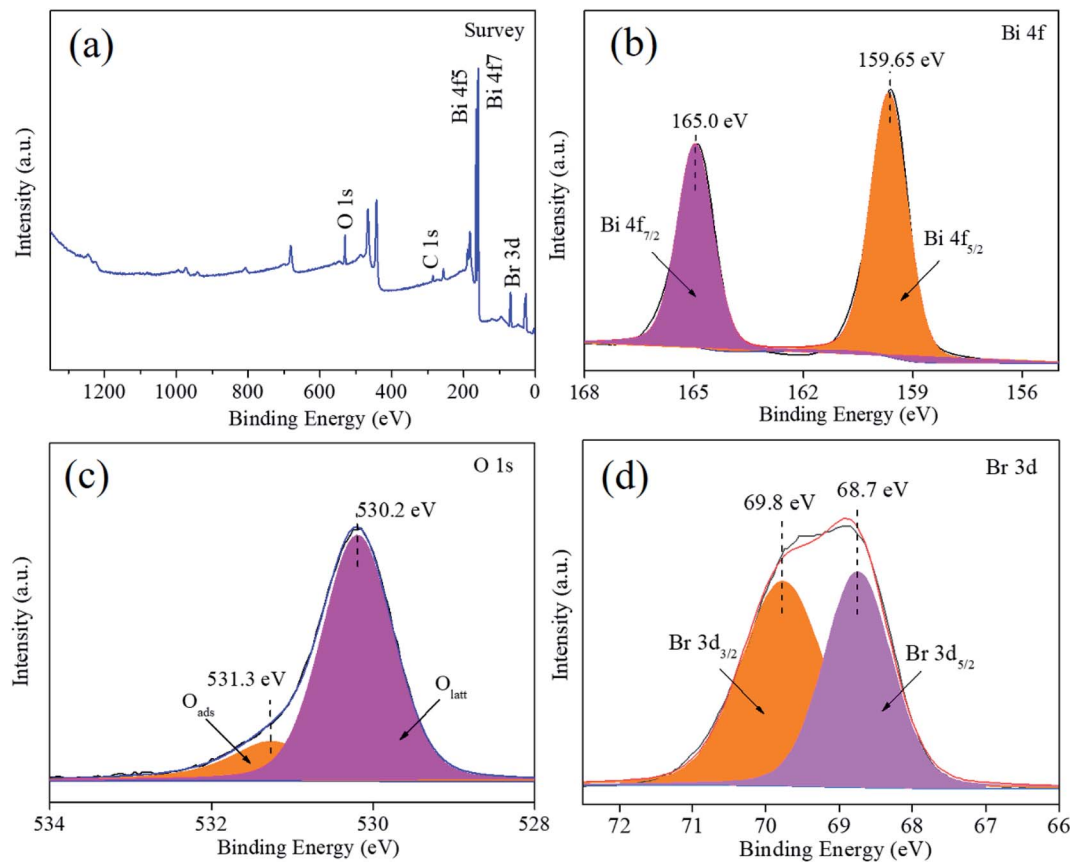 (a)
Survey
Bi 4f5
Bi 4f7
O 1s
C 1s
Br 3d
Intensity (a.u.)
1200 1000 800 600 400 200 0
Binding Energy (eV)
(b)
Bi 4f
159.65 eV
165.0 eV
Bi 4f7/2
Bi 4f5/2
Intensity (a.u.)
168 165 162 159 156
Binding Energy (eV)
(c)
O 1s
530.2 eV
531.3 eV
Oads
Olatt
Intensity (a.u.)
534 532 530 528
Binding Energy (eV)
(d)
Br 3d
69.8 eV
68.7 eV
Br 3d3/2
Br 3d5/2
Intensity (a.u.)
72 71 70 69 68 67 66
Binding Energy (eV)